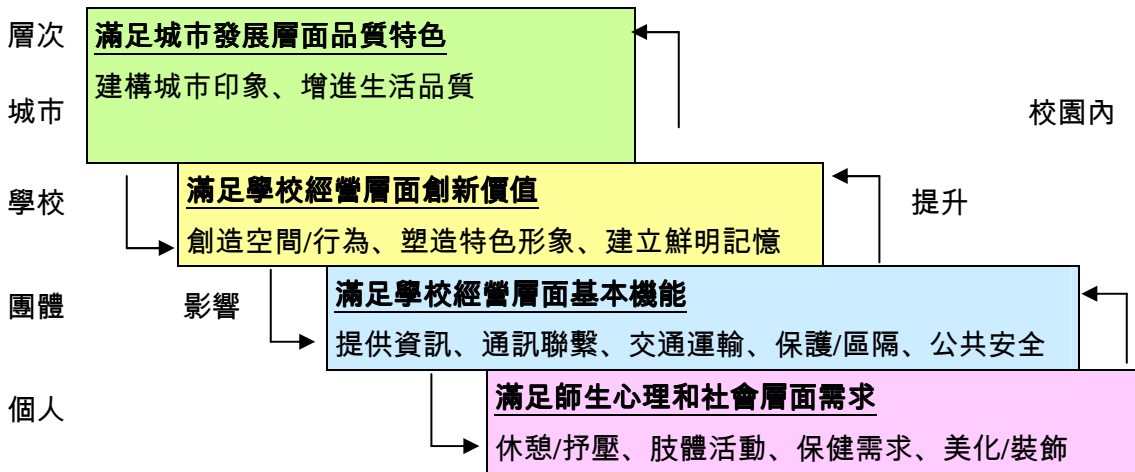 層次
滿足城市發展層面品質特色
建構城市印象、增進生活品質
城市
校園內
學校
滿足學校經營層面創新價值
提升
創造空間/行為、塑造特色形象、建立鮮明記憶
團體
影響
滿足學校經營層面基本機能
提供資訊、通訊聯繫、交通運輸、保護/區隔、公共安全
個人
滿足師生心理和社會層面需求
休憩/抒壓、肢體活動、保健需求、美化/裝飾